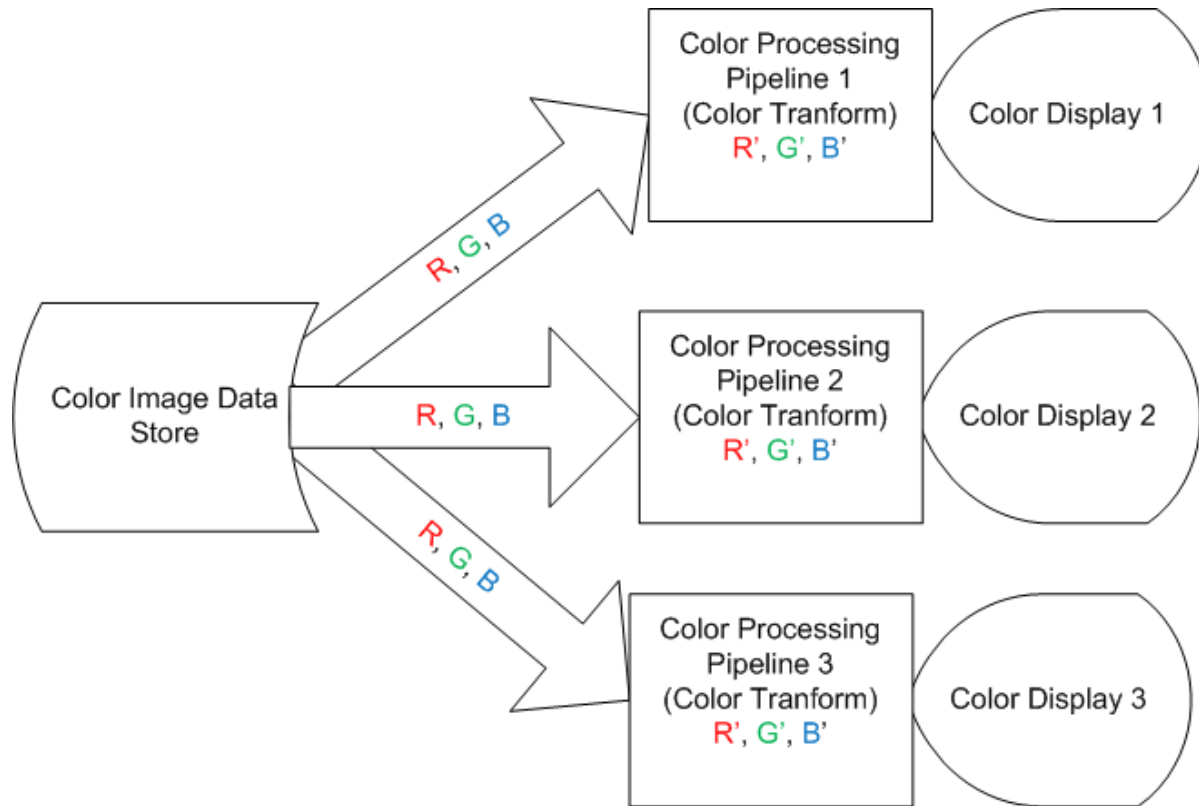 Color Processing
Pipeline 1
(Color Tranform)
R’, G’, B’
Color Display 1
R, G, B
Color Image Data
Store
R, G, B
Color Processing
Pipeline 2
(Color Tranform)
R’, G’, B’
Color Display 2
R, G, B
Color Processing
Pipeline 3
(Color Tranform)
R’, G’, B’
Color Display 3